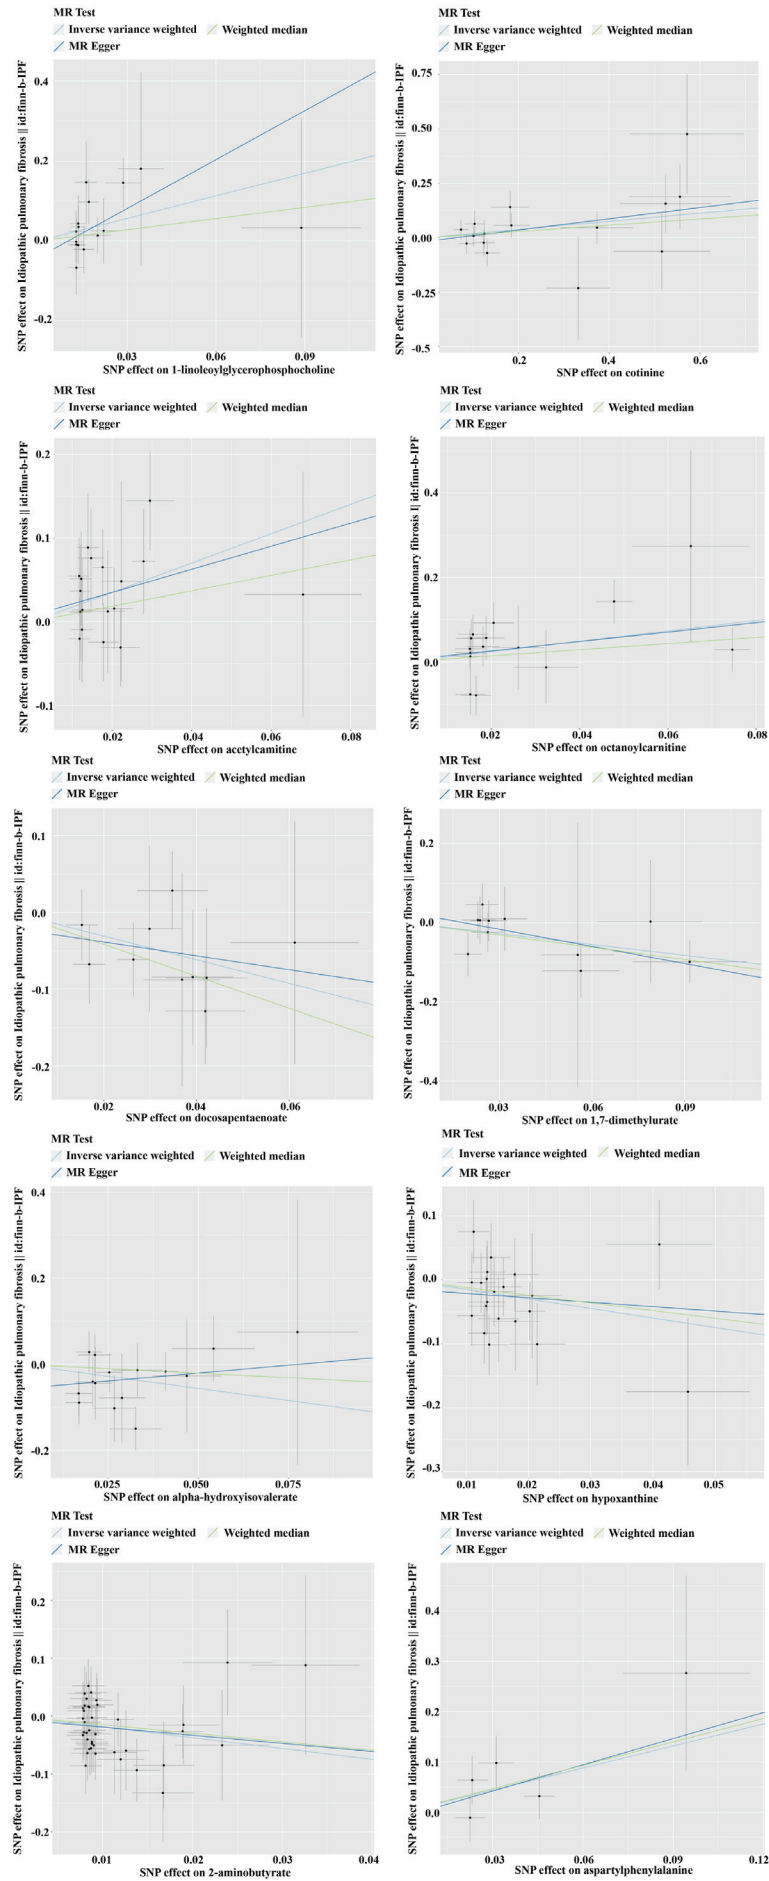 MR Test
Inverse variance weighted Weighted median
MR Egger
SNP effect on Idiopathic pulmonary fibrosis || id:finn-b-IPF
0.4
0.2
0.0
-0.2
0.03 0.06 0.09
SNP effect on 1-linoleoylglycerophosphocholine
MR Test
Inverse variance weighted Weighted median
MR Egger
SNP effect on Idiopathic pulmonary fibrosis || id:finn-b-IPF
0.75
0.50
0.25
0.00
-0.25
-0.5
0.2 0.4 0.6
SNP effect on cotinine
MR Test
Inverse variance weighted Weighted median
MR Egger
SNP effect on Idiopathic pulmonary fibrosis || id:finn-b-IPF
0.2
0.1
0.0
-0.1
0.02 0.04 0.06 0.08
SNP effect on acetylcamitine
MR Test
Inverse variance weighted Weighted median
MR Egger
SNP effect on Idiopathic pulmonary fibrosis I| id:finn-b-IPF
0.4
0.2
0.0
0.02 0.04 0.06 0.08
SNP effect on octanoylcarnitine
MR Test
Inverse variance weighted Weighted median
MR Egger
SNP effect on Idiopathic pulmonary fibrosis || id:finn-b-IPF
0.1
0.0
-0.1
-0.2
0.02 0.04 0.06
SNP effect on docosapentaenoate
MR Test
Inverse variance weighted Weighted median
MR Egger
SNP effect on Idiopathic pulmonary fibrosis || id:finn-b-IPF
0.2
0.0
-0.2
-0.4
0.03 0.06 0.09
SNP effect on 1,7-dimethylurate
MR Test
Inverse variance weighted Weighted median
MR Egger
SNP effect on Idiopathic pulmonary fibrosis || id:finn-b-IPF
0.4
0.2
0.0
-0.2
0.025 0.050 0.075
SNP effect on alpha-hydroxyisovalerate
MR Test
Inverse variance weighted Weighted median
MR Egger
SNP effect on Idiopathic pulmonary fibrosis || id:finn-b-IPF
0.1
0.0
-0.1
-0.2
-0.3
0.01 0.02 0.03 0.04 0.05
SNP effect on hypoxanthine
MR Test
Inverse variance weighted Weighted median
MR Egger
SNP effect on Idiopathic pulmonary fibrosis || id:finn-b-IPF
0.2
0.1
0.0
-0.1
-0.2
0.01 0.02 0.03 0.04
SNP effect on 2-aminobutyrate
MR Test
Inverse variance weighted Weighted median
MR Egger
SNP effect on Idiopathic pulmonary fibrosis || id:finn-b-IPF
0.4
0.3
0.2
0.1
0.0
0.03 0.06 0.09 0.12
SNP effect on aspartylphenylalanine